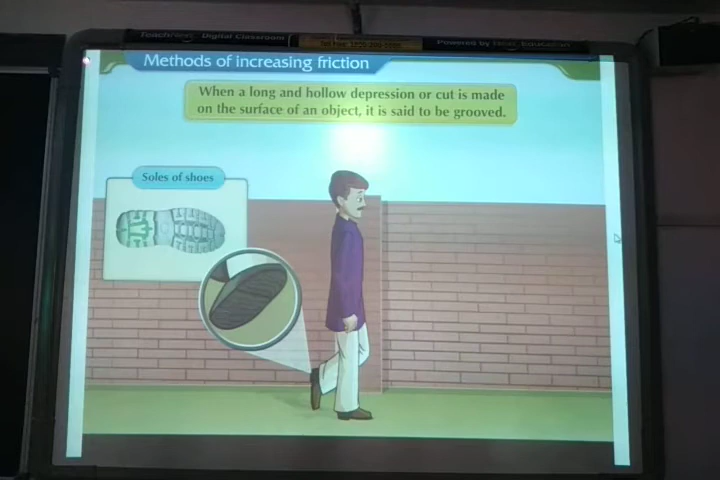 TeachNext Digital Classroom
Methods of increasing friction
When a long and hollow depression or cut is made
on the surface of an object, it is said to be grooved.
Soles of shoes